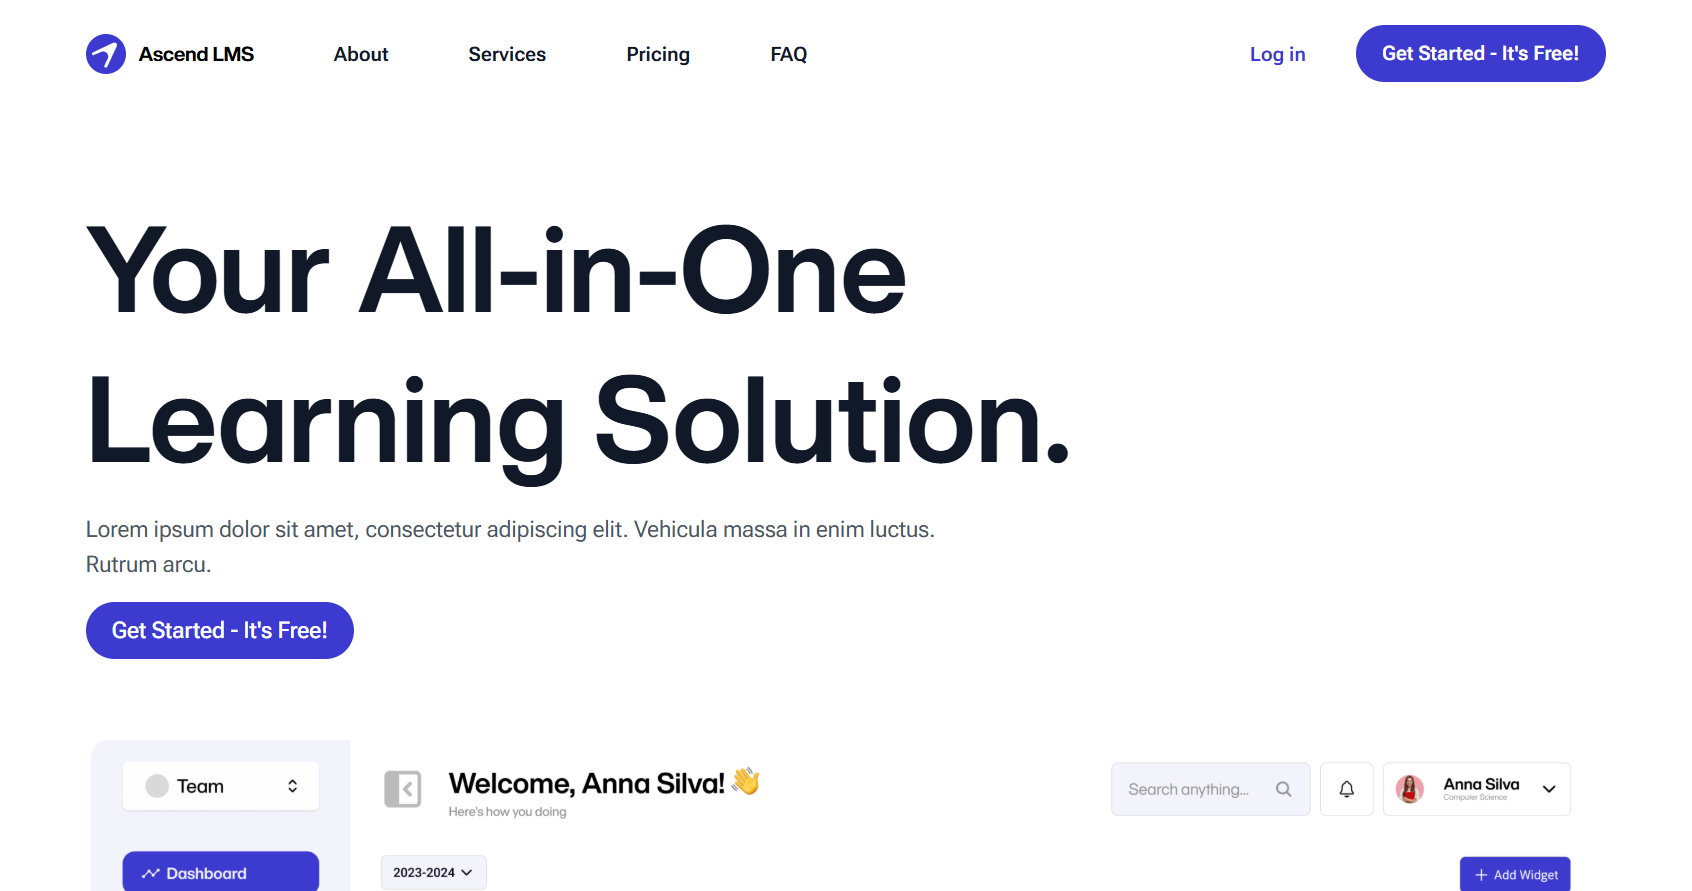 Ascend LMS
About
Services
Pricing
FAQ
Log in
Get Started - It's Free!
Your All-in-One
Learning Solution.
Lorem ipsum dolor sit amet, consectetur adipiscing elit. Vehicula massa in enim luctus.
Rutrum arcu.
Get Started - It's Free!
Team
Welcome, Anna Silva!👋
Here's how you doing
Search anything...
Anna Silva
Computer Science
Dashboard
2023-2024
+ Add Widget